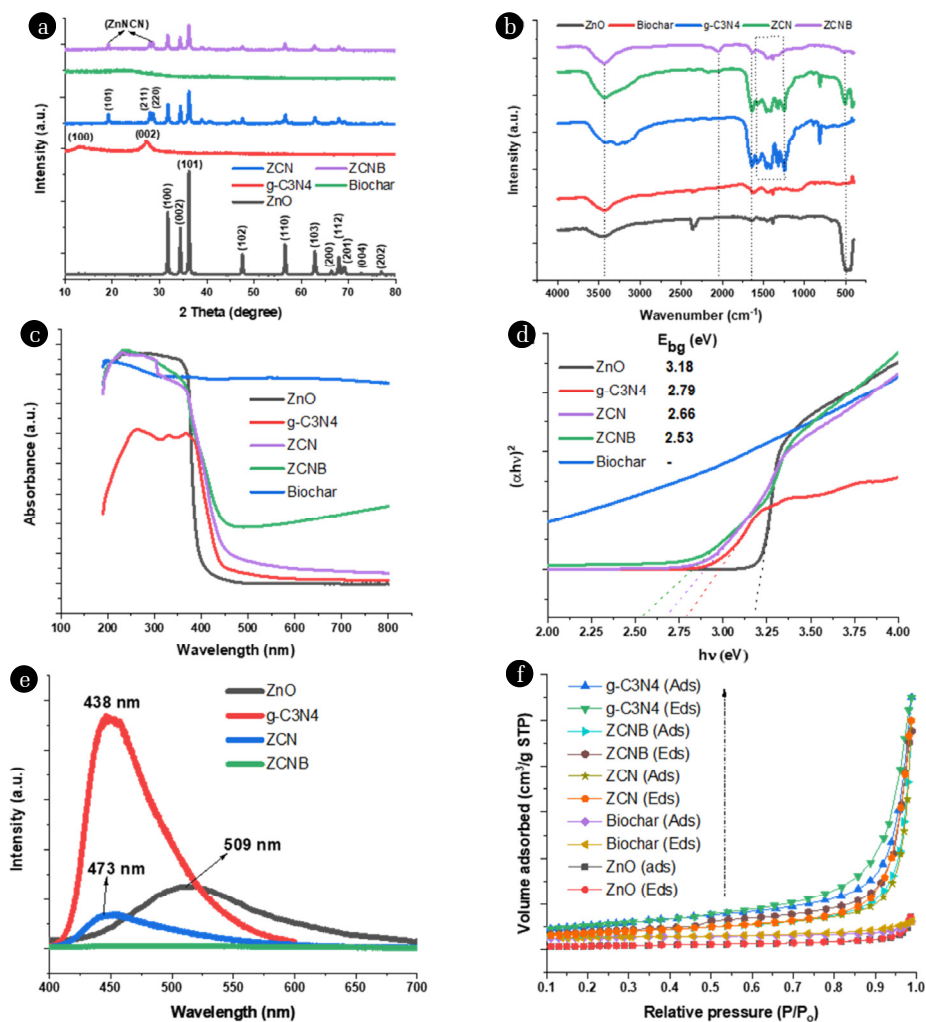 a
(ZnNCN)
(101)
(211)
(220)
(100)
(002)
ZCN
ZCNB
g-C3N4
Biochar
ZnO
(100)
(002)
(101)
(102)
(110)
(103)
(200)
(112)
(201)
(004)
(202)
Intensity (a.u.)
10 20 30 40 50 60 70 80
2 Theta (degree)
b
ZnO Biochar g-C3N4 ZCN ZCNB
Intensity (a.u.)
4000 3500 3000 2500 2000 1500 1000 500
Wavenumber (cm-1)
c
ZnO
g-C3N4
ZCN
ZCNB
Biochar
Absorbance (a.u.)
100 200 300 400 500 600 700 800
Wavelength (nm)
d
Ebg (eV)
ZnO 3.18
g-C3N4 2.79
ZCN 2.66
ZCNB 2.53
Biochar -
(αhν)2
2.00 2.25 2.50 2.75 3.00 3.25 3.50 3.75 4.00
hν (eV)
e
438 nm
473 nm
509 nm
ZnO
g-C3N4
ZCN
ZCNB
Intensity (a.u.)
400 450 500 550 600 650 700
Wavelength (nm)
f
g-C3N4 (Ads)
g-C3N4 (Eds)
ZCNB (Ads)
ZCNB (Eds)
ZCN (Ads)
ZCN (Eds)
Biochar (Ads)
Biochar (Eds)
ZnO (ads)
ZnO (Eds)
Volume adsorbed (cm3/g STP)
0.1 0.2 0.3 0.4 0.5 0.6 0.7 0.8 0.9 1.0
Relative pressure (P/Po)